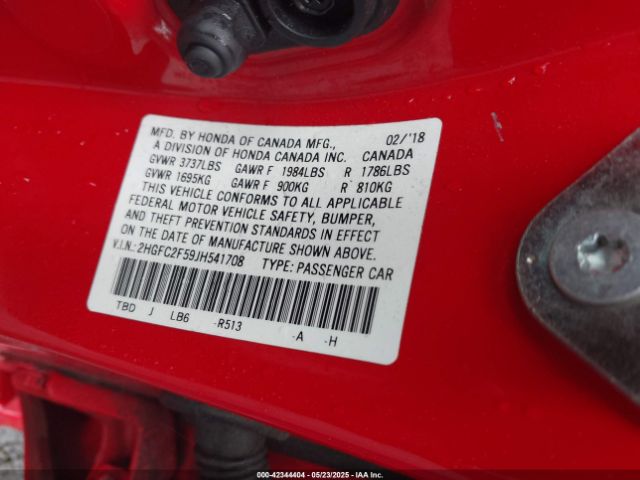 MFD. BY HONDA OF CANADA MFG., 02/'18
A DIVISION OF HONDA CANADA INC. CANADA
GVWR 3737LBS GAWR F 1984LBS R 1786LBS
GVWR 1695KG GAWR F 900KG R 810KG
THIS VEHICLE CONFORMS TO ALL APPLICABLE
FEDERAL MOTOR VEHICLE SAFETY, BUMPER,
AND THEFT PREVENTION STANDARDS IN EFFECT
ON THE DATE OF MANUFACTURE SHOWN ABOVE.
V.I.N.: 2HGFC2F59JH541708 TYPE: PASSENGER CAR
TBD J LB6 -R513 -A -H
000-42344404 — 05/23/2025 — IAA Inc.